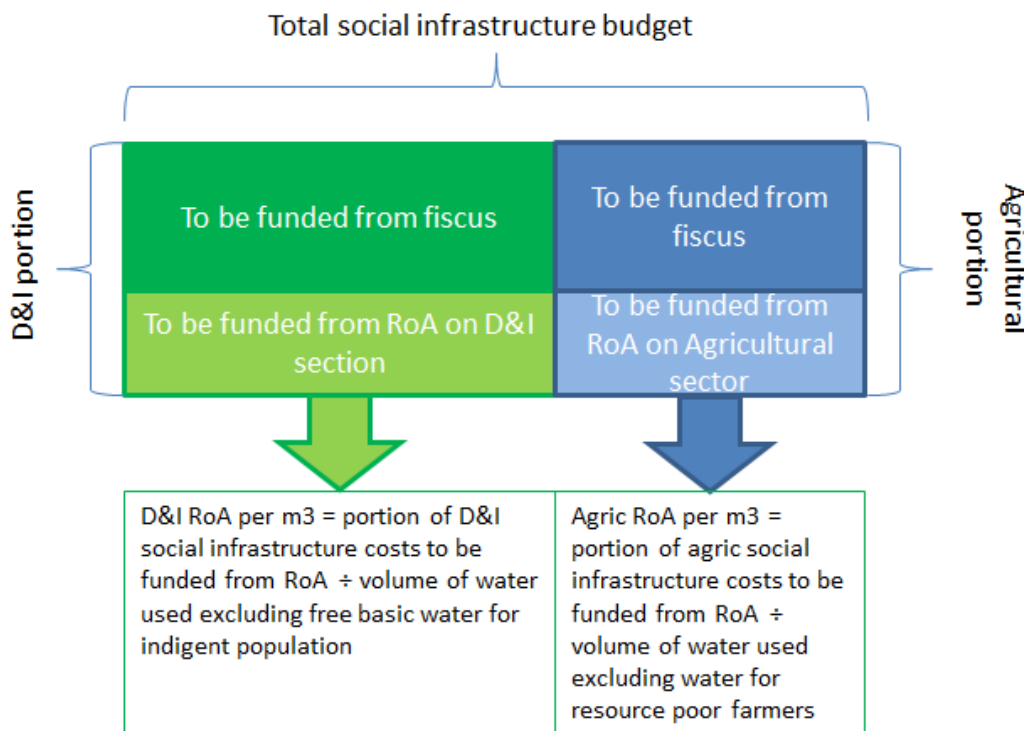 Total social infrastructure budget
D&I portion
To be funded from fiscus
To be funded from
fiscus
Agricultural
portion
To be funded from RoA on D&I
section
To be funded from
RoA on Agricultural
sector
D&I RoA per m3 = portion of D&I
social infrastructure costs to be
funded from RoA ÷ volume of water
used excluding free basic water for
indigent population
Agric RoA per m3 =
portion of agric social
infrastructure costs to be
funded from RoA ÷
volume of water used
excluding water for
resource poor farmers